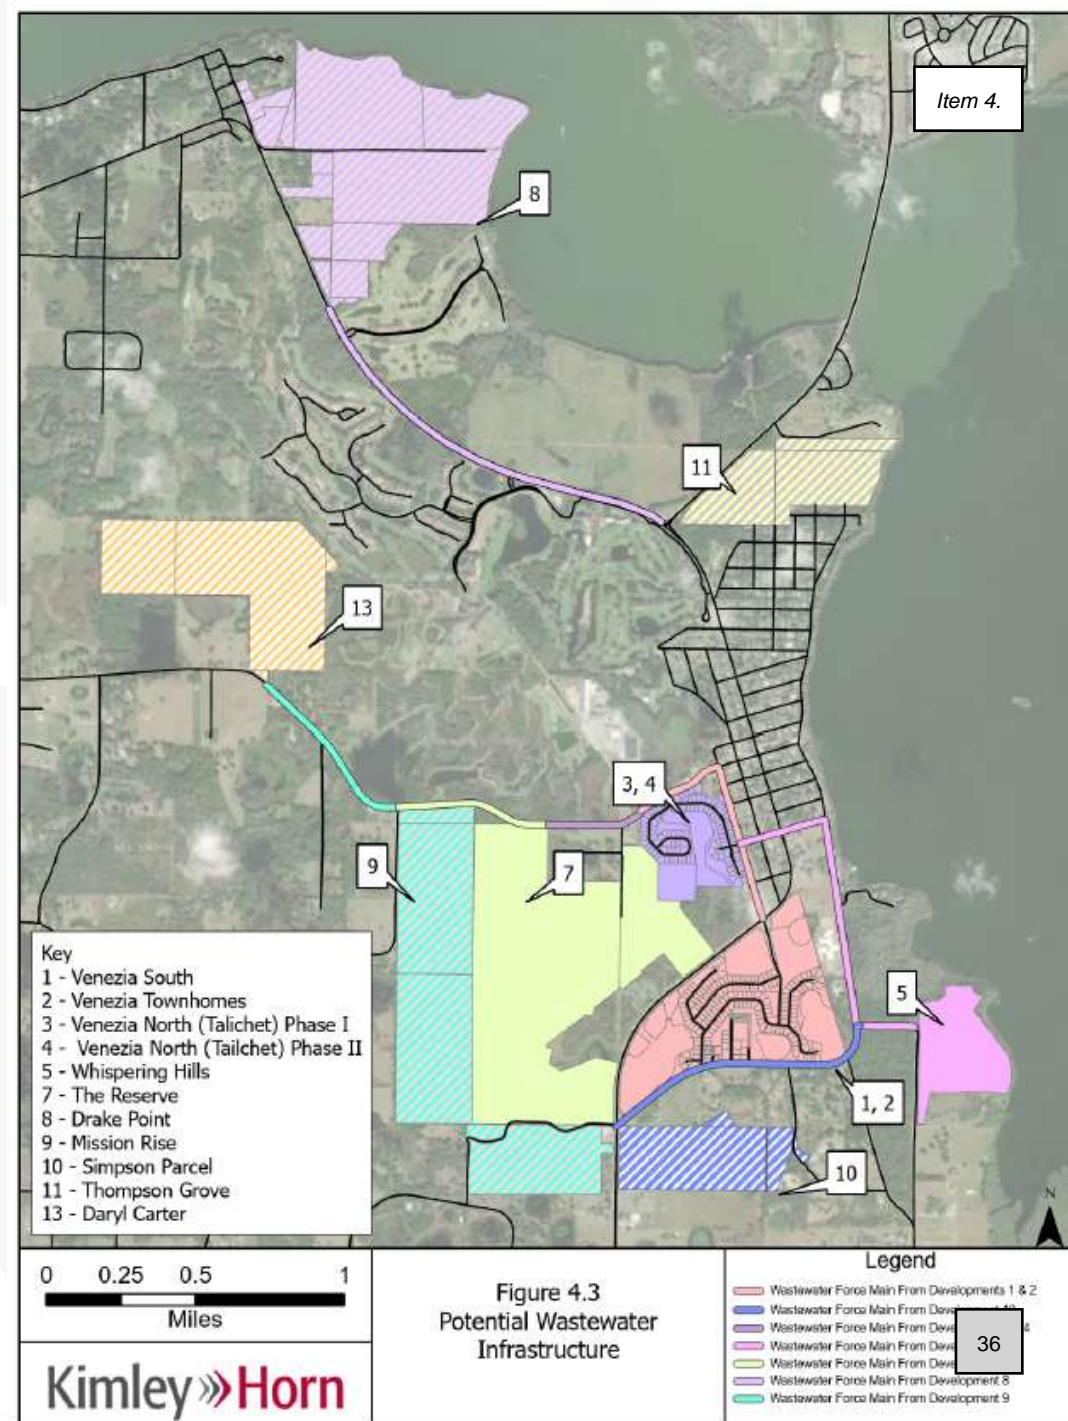 Item 4.
8
11
13
3, 4
9
7
5
1, 2
10
N
Key
1 - Venezia South
2 - Venezia Townhomes
3 - Venezia North (Talichet) Phase I
4 - Venezia North (Tailchet) Phase II
5 - Whispering Hills
7 - The Reserve
8 - Drake Point
9 - Mission Rise
10 - Simpson Parcel
11 - Thompson Grove
13 - Daryl Carter
0 0.25 0.5 1
Miles
Kimley»Horn
Figure 4.3
Potential Wastewater
Infrastructure
Legend
Wastewater Force Main From Developments 1 & 2
Wastewater Force Main From
Wastewater Force Main From 4
Wastewater Force Main From
Wastewater Force Main From
Wastewater Force Main From Development 8
Wastewater Force Main From Development 9
36